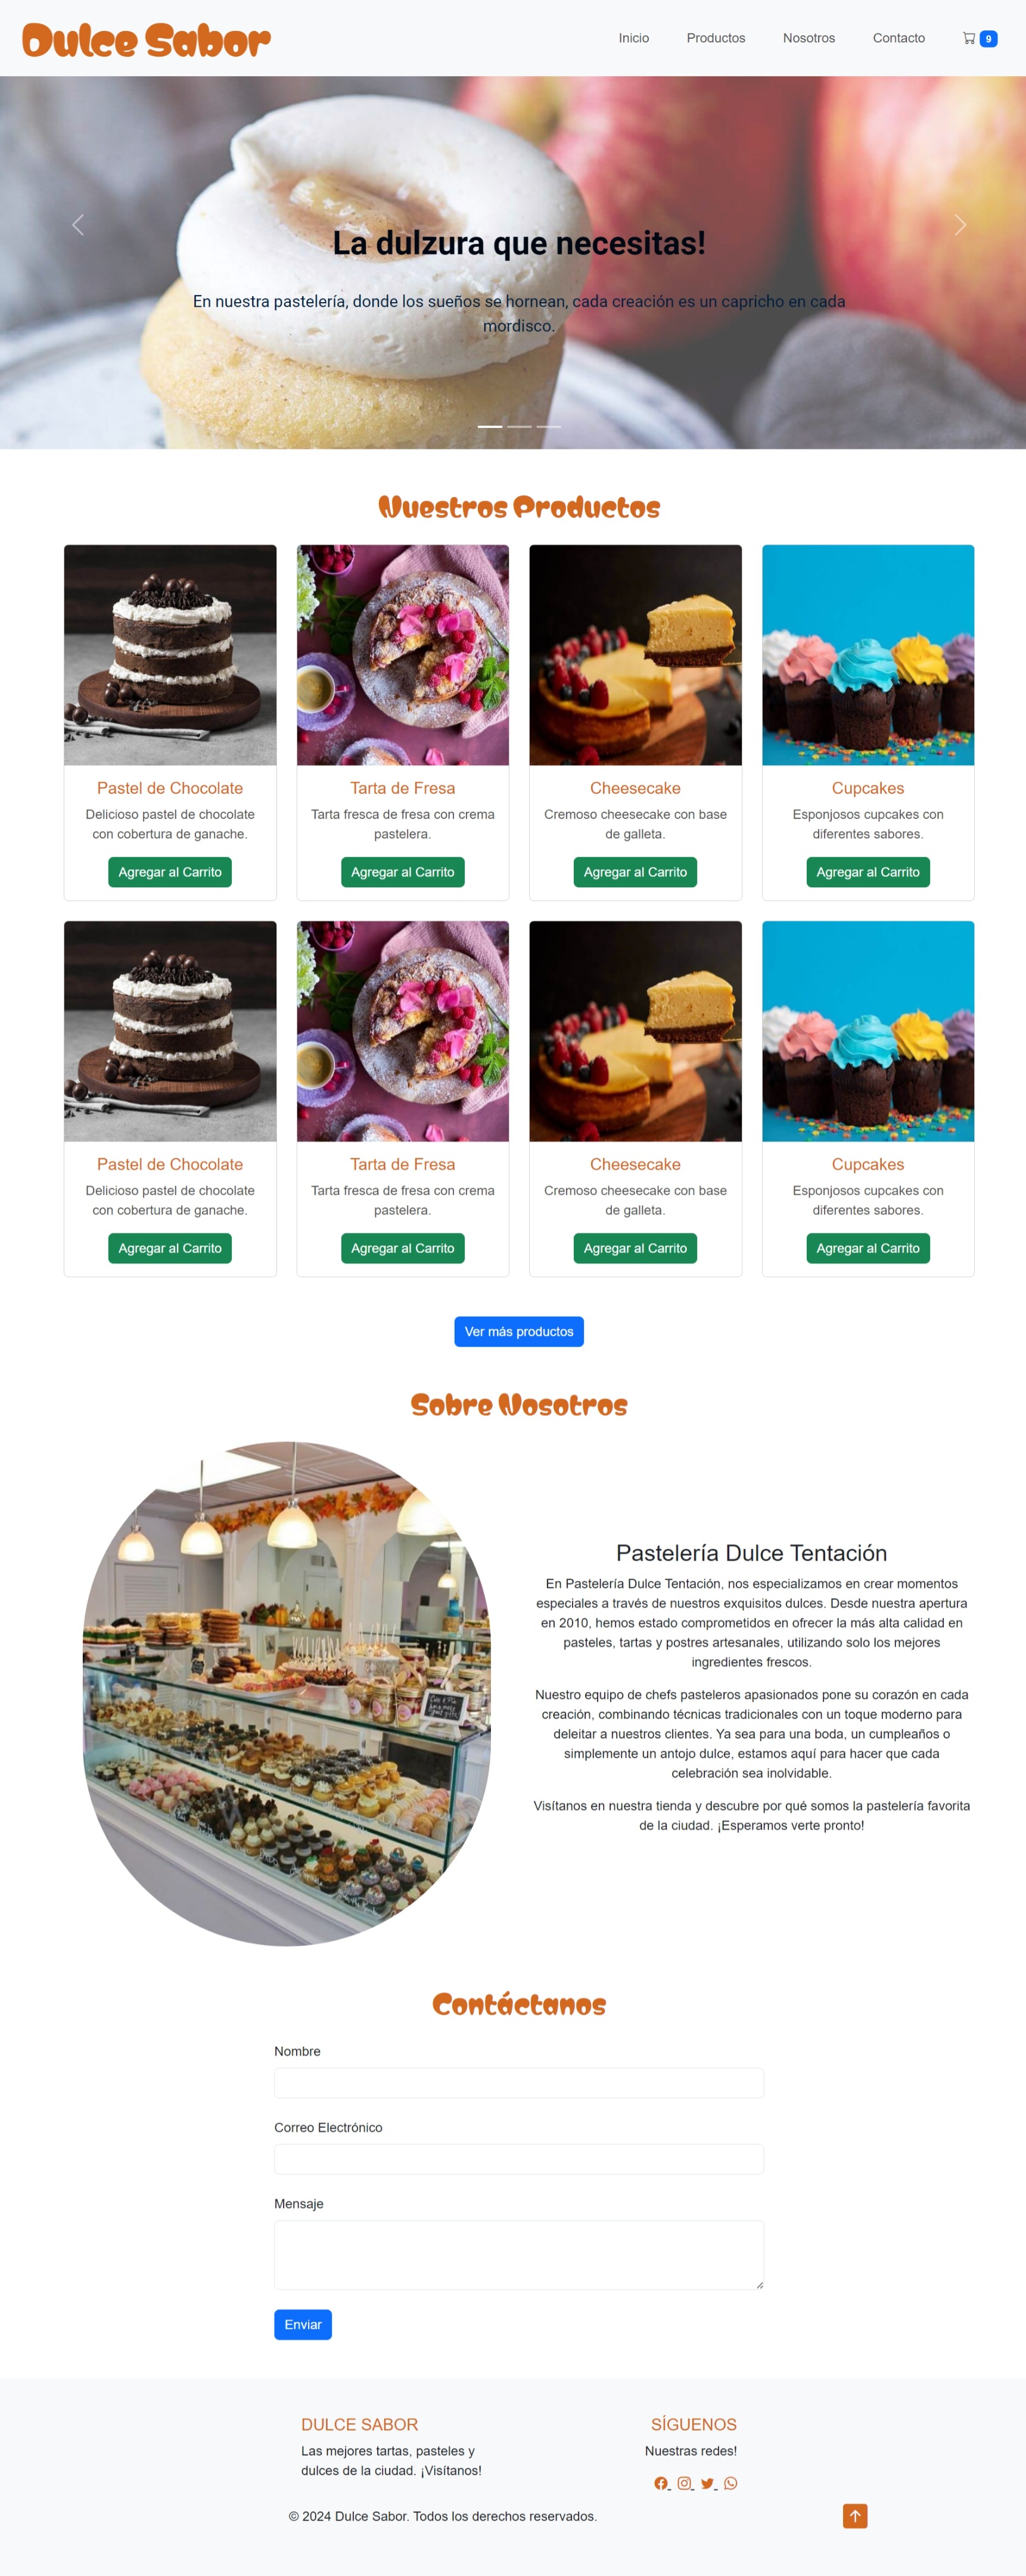 Dulce Sabor
Inicio Productos Nosotros Contacto 9
La dulzura que necesitas!
En nuestra pastelería, donde los sueños se hornean, cada creación es un capricho en cada
mordisco.
Nuestros Productos
Pastel de Chocolate
Delicioso pastel de chocolate
con cobertura de ganache.
Agregar al Carrito
Tarta de Fresa
Tarta fresca de fresa con crema
pastelera.
Agregar al Carrito
Cheesecake
Cremoso cheesecake con base
de galleta.
Agregar al Carrito
Cupcakes
Esponjosos cupcakes con
diferentes sabores.
Agregar al Carrito
Pastel de Chocolate
Delicioso pastel de chocolate
con cobertura de ganache.
Agregar al Carrito
Tarta de Fresa
Tarta fresca de fresa con crema
pastelera.
Agregar al Carrito
Cheesecake
Cremoso cheesecake con base
de galleta.
Agregar al Carrito
Cupcakes
Esponjosos cupcakes con
diferentes sabores.
Agregar al Carrito
Ver más productos
Sobre Nosotros
Pastelería Dulce Tentación
En Pastelería Dulce Tentación, nos especializamos en crear momentos
especiales a través de nuestros exquisitos dulces. Desde nuestra apertura
en 2010, hemos estado comprometidos en ofrecer la más alta calidad en
pasteles, tartas y postres artesanales, utilizando solo los mejores
ingredientes frescos.
Nuestro equipo de chefs pasteleros apasionados pone su corazón en cada
creación, combinando técnicas tradicionales con un toque moderno para
deleitar a nuestros clientes. Ya sea para una boda, un cumpleaños o
simplemente un antojo dulce, estamos aquí para hacer que cada
celebración sea inolvidable.
Visítanos en nuestra tienda y descubre por qué somos la pastelería favorita
de la ciudad. ¡Esperamos verte pronto!
Contáctanos
Nombre
Correo Electrónico
Mensaje
Enviar
DULCE SABOR
Las mejores tartas, pasteles y
dulces de la ciudad. ¡Visítanos!
SÍGUENOS
Nuestras redes!
© 2024 Dulce Sabor. Todos los derechos reservados.